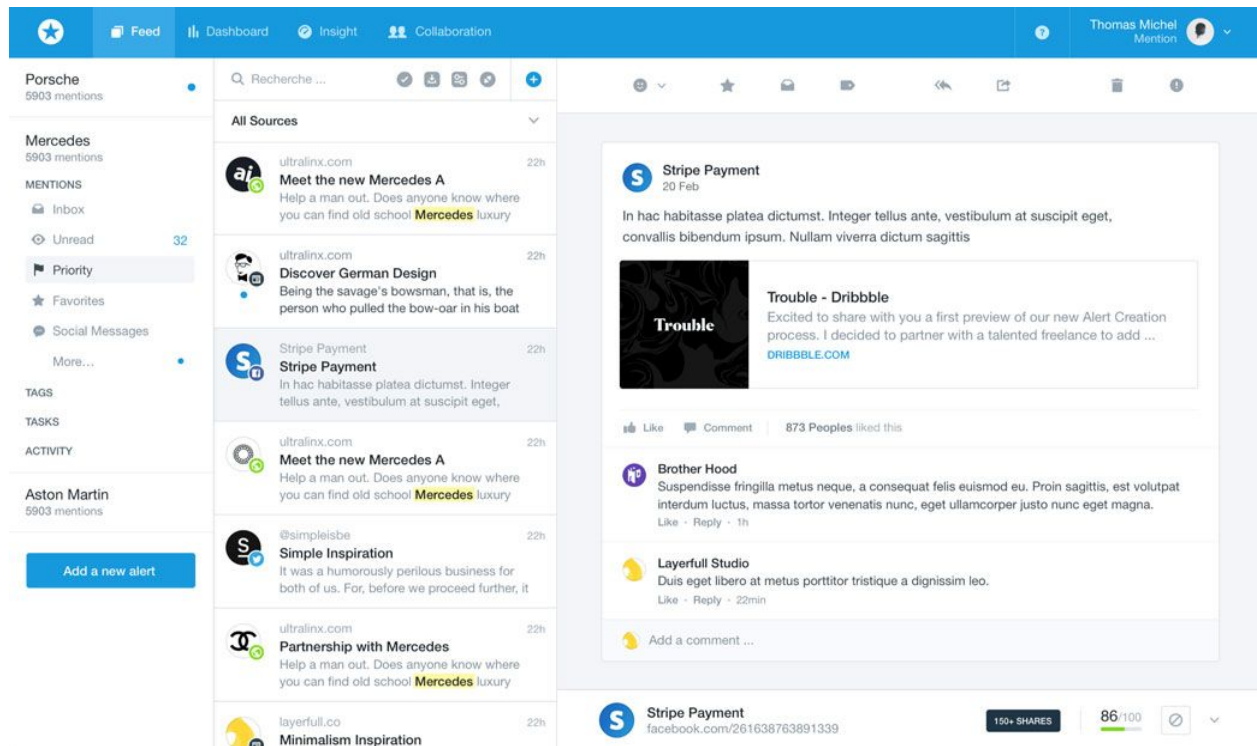 Feed
Dashboard
Insight
Collaboration
?
Thomas Michel
Mention
Porsche
5903 mentions
Mercedes
5903 mentions
MENTIONS
Inbox
Unread 32
Priority
Favorites
Social Messages
More...
TAGS
TASKS
ACTIVITY
Aston Martin
5903 mentions
Add a new alert
Recherche ...
All Sources
ai
ultralinx.com 22h
Meet the new Mercedes A
Help a man out. Does anyone know where
you can find old school Mercedes luxury
ultralinx.com 22h
Discover German Design
Being the savage's bowsman, that is, the
person who pulled the bow-oar in his boat
S
Stripe Payment 22h
Stripe Payment
In hac habitasse platea dictumst. Integer
tellus ante, vestibulum at suscipit eget,
ultralinx.com 22h
Meet the new Mercedes A
Help a man out. Does anyone know where
you can find old school Mercedes luxury
S
@simpleisbe 22h
Simple Inspiration
It was a humorously perilous business for
both of us. For, before we proceed further, it
ultralinx.com 22h
Partnership with Mercedes
Help a man out. Does anyone know where
you can find old school Mercedes luxury
layerfull.co 22h
Minimalism Inspiration
S
Stripe Payment
20 Feb
In hac habitasse platea dictumst. Integer tellus ante, vestibulum at suscipit eget,
convallis bibendum ipsum. Nullam viverra dictum sagittis
Trouble
Trouble - Dribbble
Excited to share with you a first preview of our new Alert Creation
process. I decided to partner with a talented freelance to add ...
DRIBBBLE.COM
Like Comment 873 Peoples liked this
Brother Hood
Suspendisse fringilla metus neque, a consequat felis euismod eu. Proin sagittis, est volutpat
interdum luctus, massa tortor venenatis nunc, eget ullamcorper justo nunc eget magna.
Like - Reply - 1h
Layerfull Studio
Duis eget libero at metus porttitor tristique a dignissim leo.
Like - Reply - 22min
Add a comment ...
S
Stripe Payment
facebook.com/261638763891339
150+ SHARES
86/100